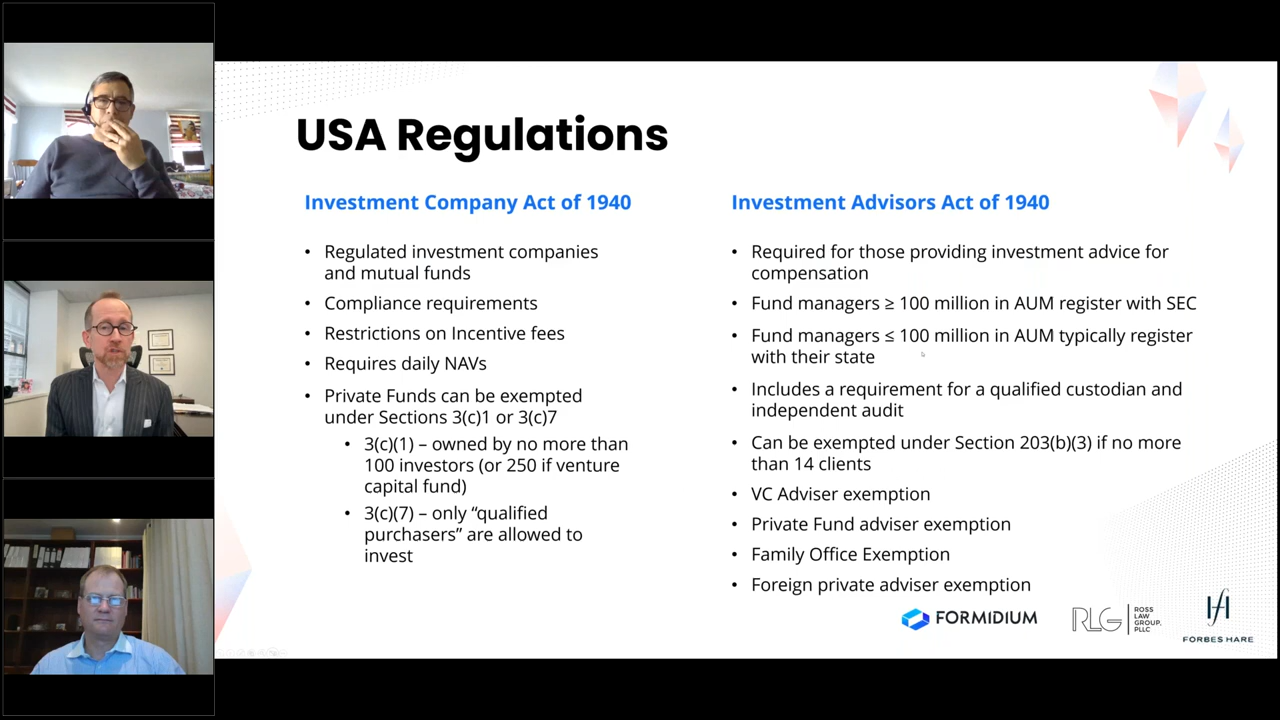 USA Regulations
Investment Company Act of 1940
• Regulated investment companies
and mutual funds
• Compliance requirements
• Restrictions on Incentive fees
• Requires daily NAVs
• Private Funds can be exempted
under Sections 3(c)1 or 3(c)7
• 3(c)(1) – owned by no more than
100 investors (or 250 if venture
capital fund)
• 3(c)(7) – only “qualified
purchasers” are allowed to
invest
Investment Advisors Act of 1940
• Required for those providing investment advice for
compensation
• Fund managers ≥ 100 million in AUM register with SEC
• Fund managers ≤ 100 million in AUM typically register
with their state
• Includes a requirement for a qualified custodian and
independent audit
• Can be exempted under Section 203(b)(3) if no more
than 14 clients
• VC Adviser exemption
• Private Fund adviser exemption
• Family Office Exemption
• Foreign private adviser exemption
FORMIDIUM
RLG
ROSS
LAW
GROUP,
PLLC
FORBES HARE